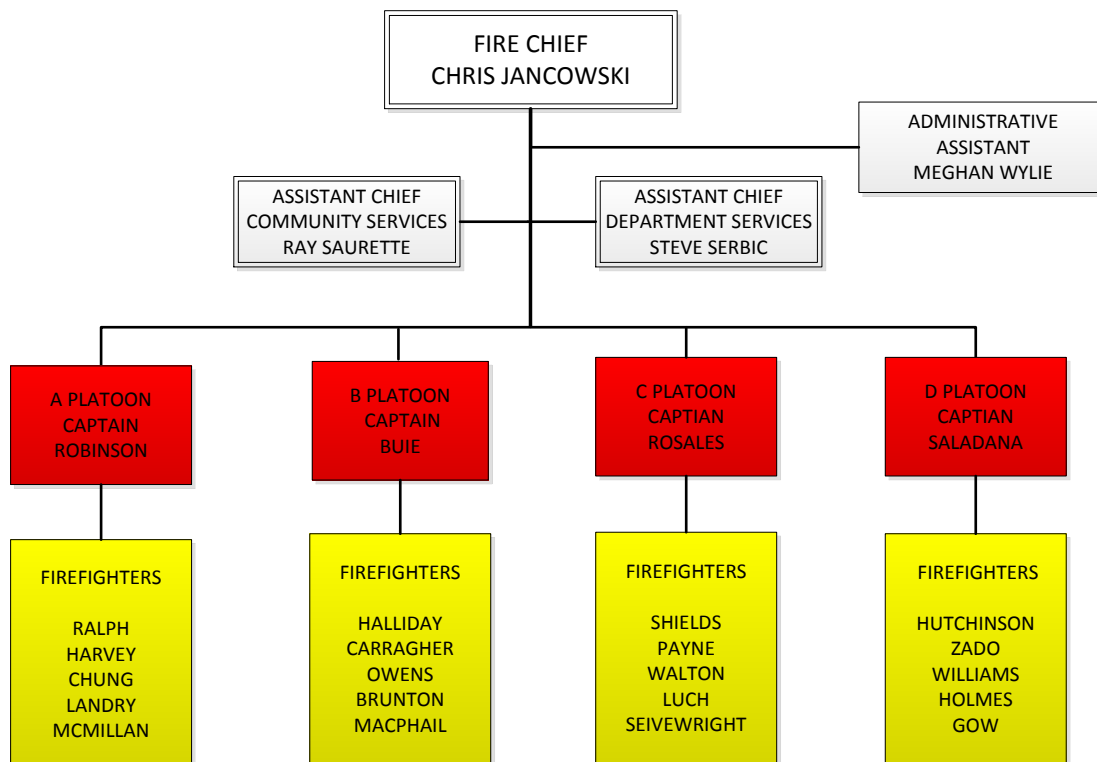 FIRE CHIEF
CHRIS JANCOWSKI
ADMINISTRATIVE
ASSISTANT
MEGHAN WYLIE
ASSISTANT CHIEF
COMMUNITY SERVICES
RAY SAURETTE
ASSISTANT CHIEF
DEPARTMENT SERVICES
STEVE SERBIC
A PLATOON
CAPTAIN
ROBINSON
B PLATOON
CAPTAIN
BUIE
C PLATOON
CAPTIAN
ROSALES
D PLATOON
CAPTIAN
SALADANA
FIREFIGHTERS
RALPH
HARVEY
CHUNG
LANDRY
MCMILLAN
FIREFIGHTERS
HALLIDAY
CARRAGHER
OWENS
BRUNTON
MACPHAIL
FIREFIGHTERS
SHIELDS
PAYNE
WALTON
LUCH
SEIVEWRIGHT
FIREFIGHTERS
HUTCHINSON
ZADO
WILLIAMS
HOLMES
GOW